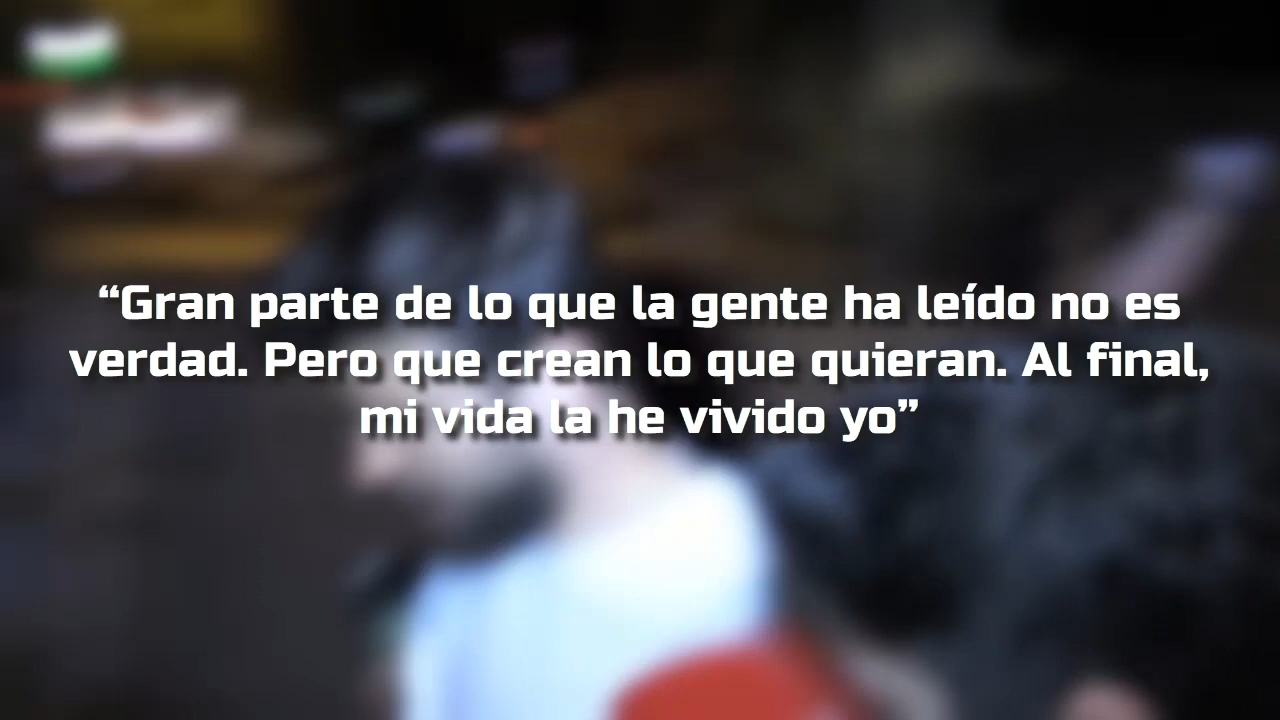 “Gran parte de lo que la gente ha leído no es
verdad. Pero que crean lo que quieran. Al final,
mi vida la he vivido yo”